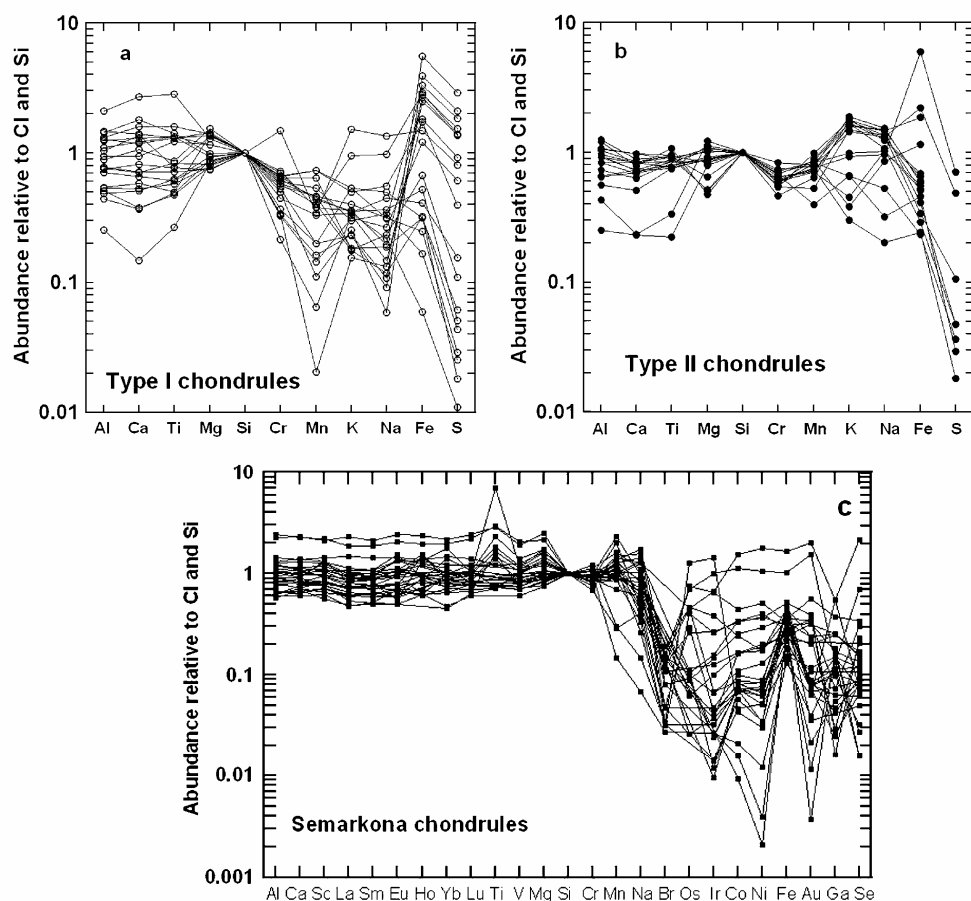 10
a
1
0.1
0.01
Abundance relative to CI and Si
Type I chondrules
Al Ca Ti Mg Si Cr Mn K Na Fe S
10
b
1
0.1
0.01
Abundance relative to CI and Si
Type II chondrules
Al Ca Ti Mg Si Cr Mn K Na Fe S
10
c
1
0.1
0.01
0.001
Abundance relative to CI and Si
Semarkona chondrules
Al Ca Sc La Sm Eu Ho Yb Lu Ti V Mg Si Cr Mn Na Br Os Ir Co Ni Fe Au Ga Se